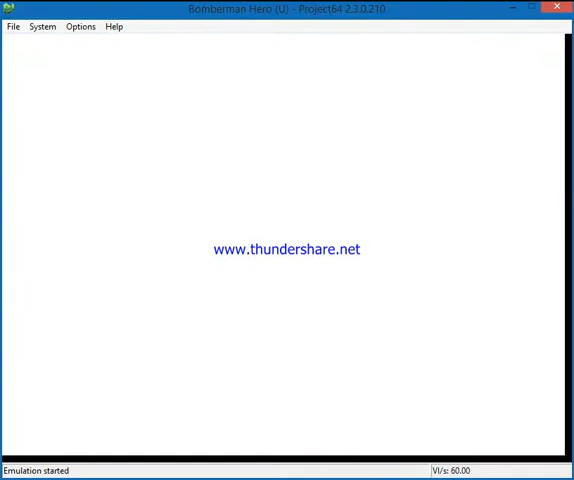 Bomberman Hero (U) - Project64 2.3.0.210
File System Options Help
www.thundershare.net
Emulation started
VI/s: 60.00